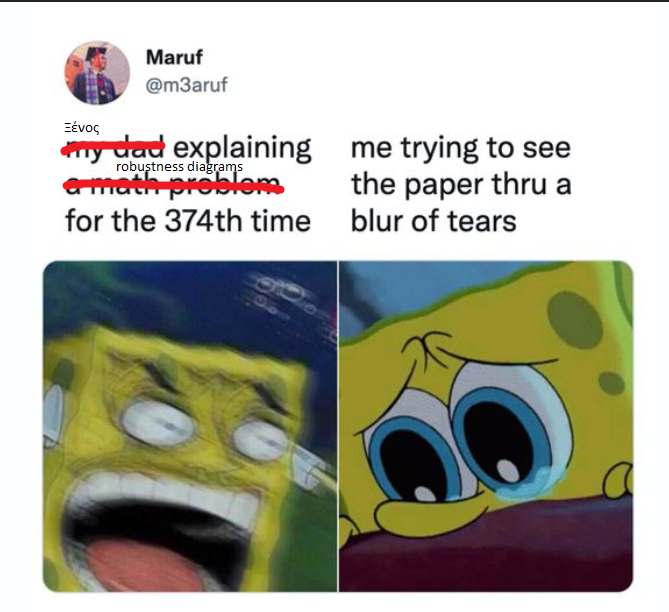 Maruf
@m3aruf
Ξένος
my dad explaining
robustness diagrams
a math problem
for the 374th time
me trying to see
the paper thru a
blur of tears